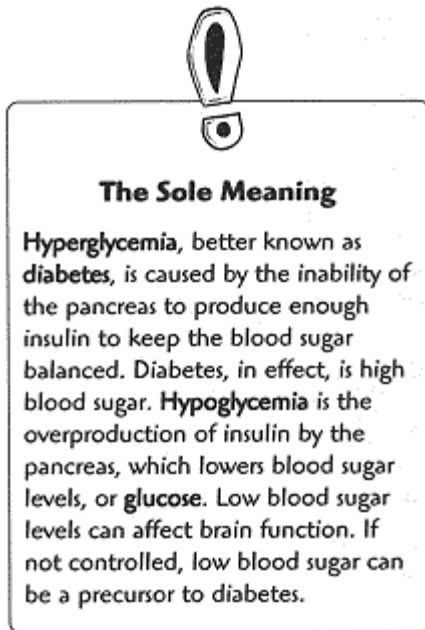 The Sole Meaning
Hyperglycemia, better known as
diabetes, is caused by the inability of
the pancreas to produce enough
insulin to keep the blood sugar
balanced. Diabetes, in effect, is high
blood sugar. Hypoglycemia is the
overproduction of insulin by the
pancreas, which lowers blood sugar
levels, or glucose. Low blood sugar
levels can affect brain function. If
not controlled, low blood sugar can
be a precursor to diabetes.